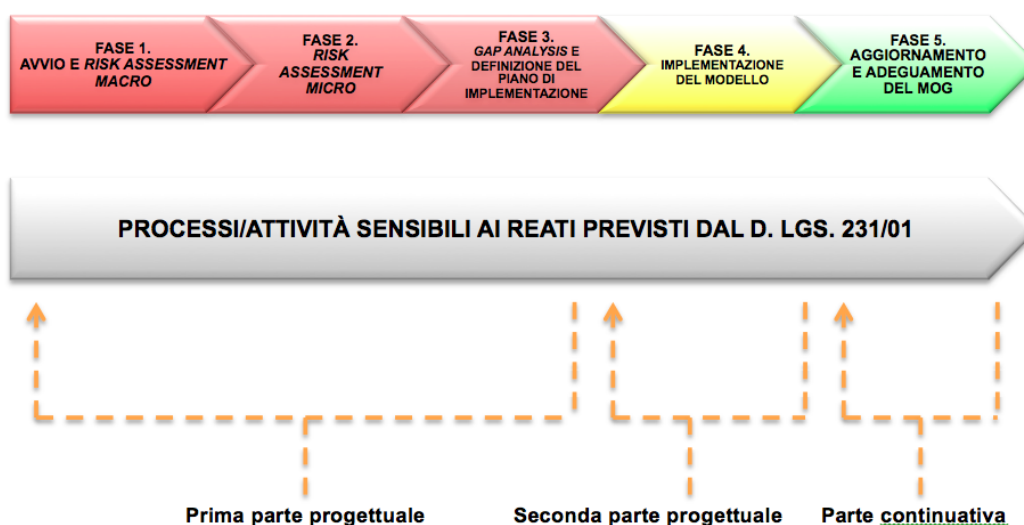 FASE 1.
AVVIO E RISK ASSESSMENT
MACRO
FASE 2.
RISK
ASSESSMENT
MICRO
FASE 3.
GAP ANALYSIS E
DEFINIZIONE DEL
PIANO DI
IMPLEMENTAZIONE
FASE 4.
IMPLEMENTAZIONE
DEL MODELLO
FASE 5.
AGGIORNAMENTO
E ADEGUAMENTO
DEL MOG
PROCESSI/ATTIVITÀ SENSIBILI AI REATI PREVISTI DAL D. LGS. 231/01
Prima parte progettuale
Seconda parte progettuale
Parte continuativa